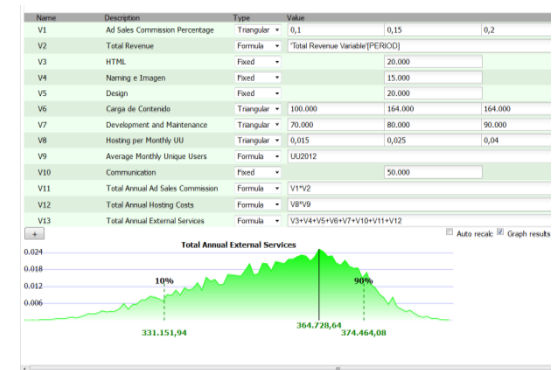 Name Description Type Value
V1 Ad Sales Commission Percentage Triangular 0,1 0,15 0,2
V2 Total Revenue Formula 'Total Revenue Variable'[PERIOD]
V3 HTML Fixed 20.000
V4 Naming e Imagen Fixed 15.000
V5 Design Fixed 20.000
V6 Carga de Contenido Triangular 100.000 164.000 164.000
V7 Development and Maintenance Triangular 70.000 80.000 90.000
V8 Hosting per Monthly UU Triangular 0,015 0,025 0,04
V9 Average Monthly Unique Users Formula UU2012
V10 Communication Fixed 50.000
V11 Total Annual Ad Sales Commission Formula V1*V2
V12 Total Annual Hosting Costs Formula V8*V9
V13 Total Annual External Services Formula V3+V4+V5+V6+V7+V10+V11+V12
+ Auto recalc Graph results
Total Annual External Services
0.024
0.018
0.012
0.006
10% 90%
331.151,94 364.728,64 374.464,08